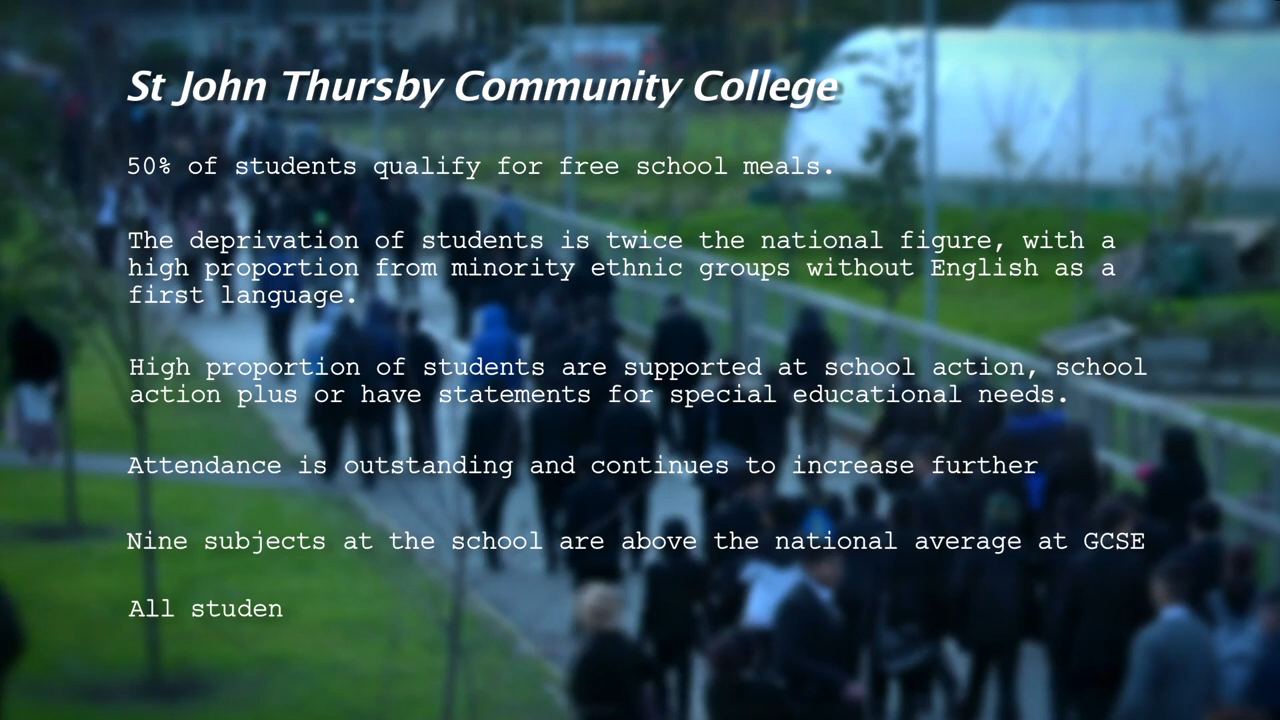 St John Thursby Community College
50% of students qualify for free school meals.
The deprivation of students is twice the national figure, with a
high proportion from minority ethnic groups without English as a
first language.
High proportion of students are supported at school action, school
action plus or have statements for special educational needs.
Attendance is outstanding and continues to increase further
Nine subjects at the school are above the national average at GCSE
All studen